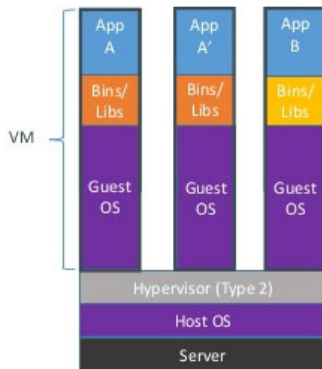 App
A
App
A'
App
B
Bins/
Libs
Bins/
Libs
Bins/
Libs
VM
Guest
OS
Guest
OS
Guest
OS
Hypervisor (Type 2)
Host OS
Server